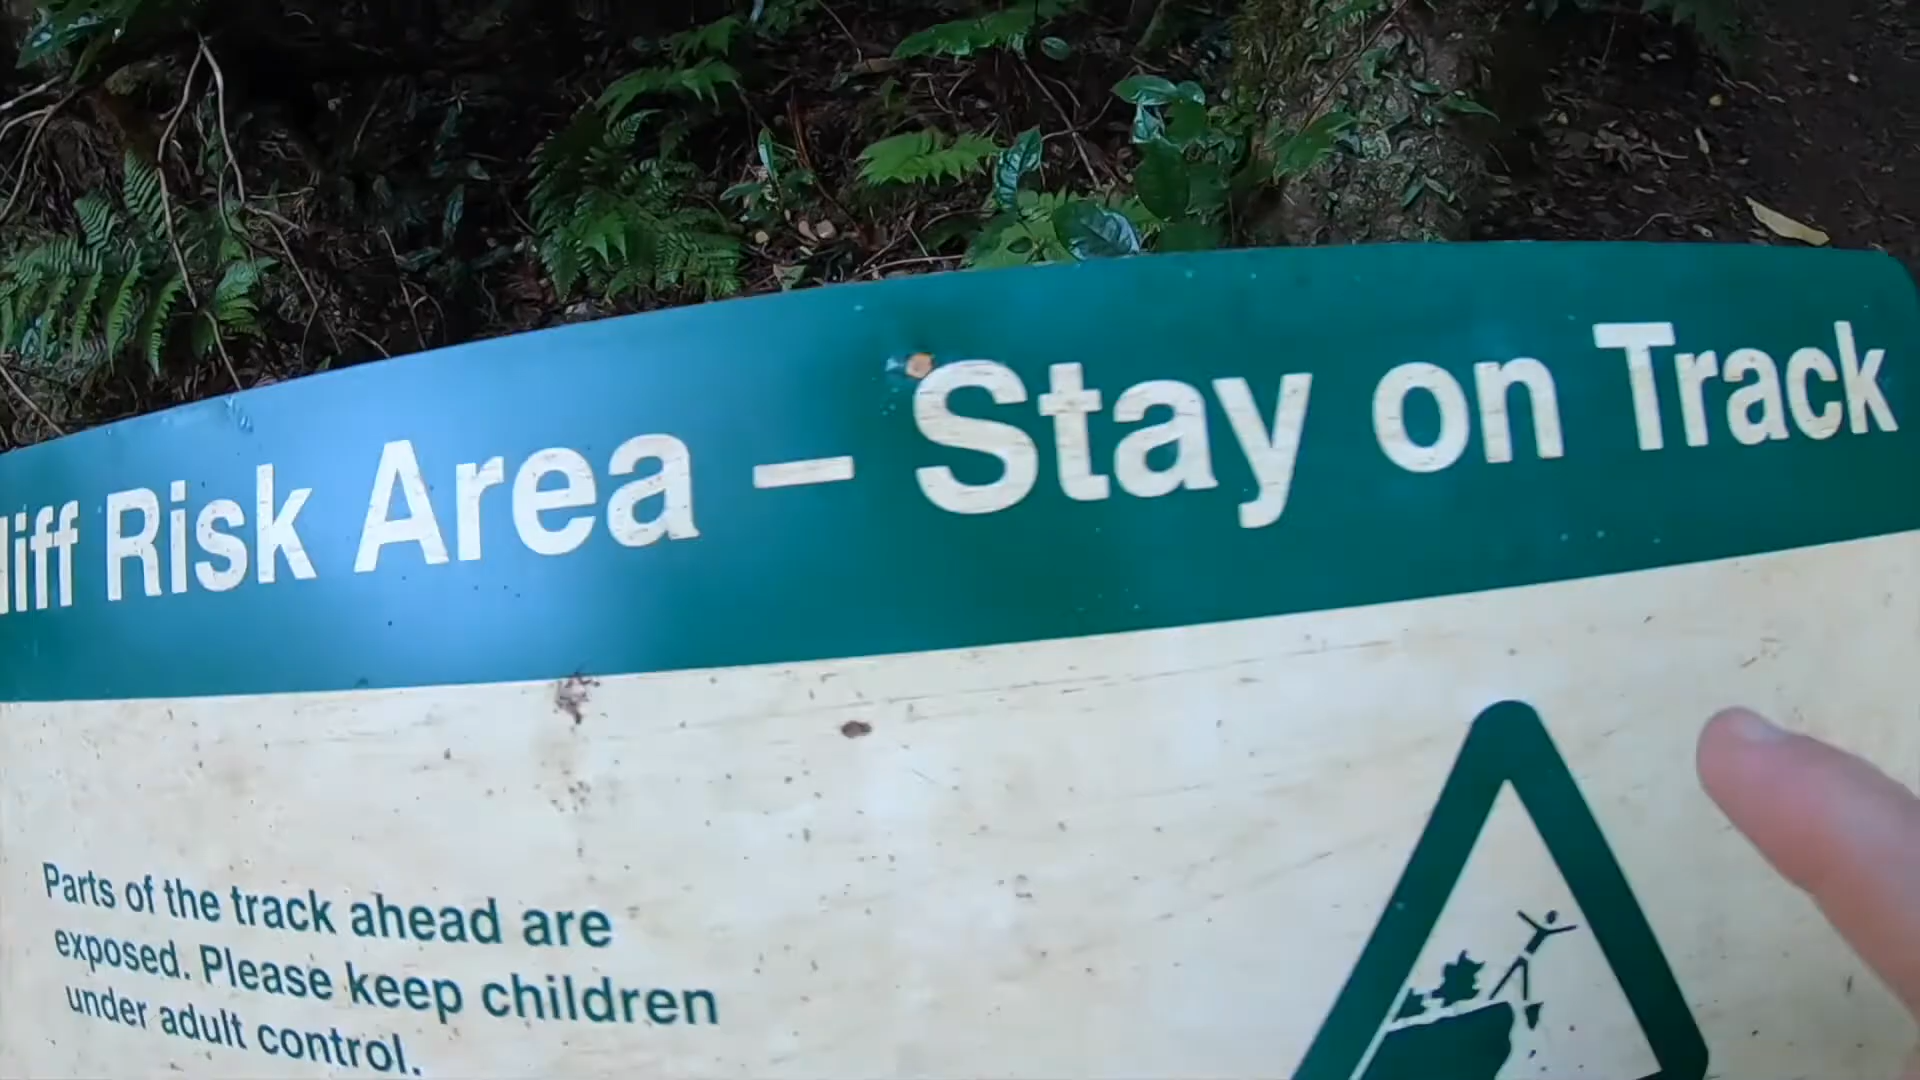 liff Risk Area – Stay on Track
Parts of the track ahead are
exposed. Please keep children
under adult control.